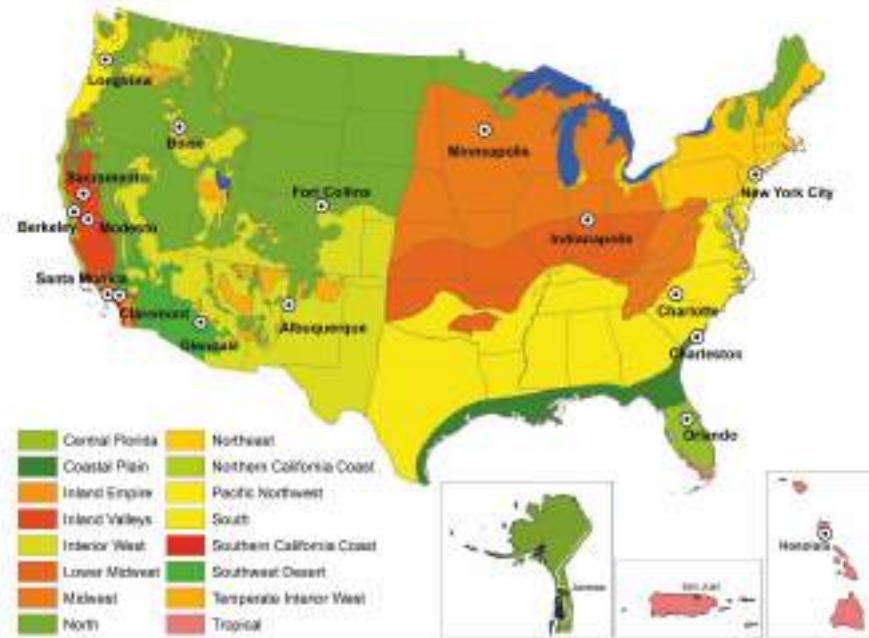 Longview
Boise
Minneapolis
Sacramento
Fort Collins
New York City
Berkeley
Modesto
Indianapolis
Santa Monica
Claremont
Charlotte
Albuquerque
Glendale
Charleston
Orlando
Central Florida
Coastal Plain
Inland Empire
Inland Valleys
Interior West
Lower Midwest
Midwest
North
Northeast
Northern California Coast
Pacific Northwest
South
Southern California Coast
Southwest Desert
Temperate Interior West
Tropical
Honolulu